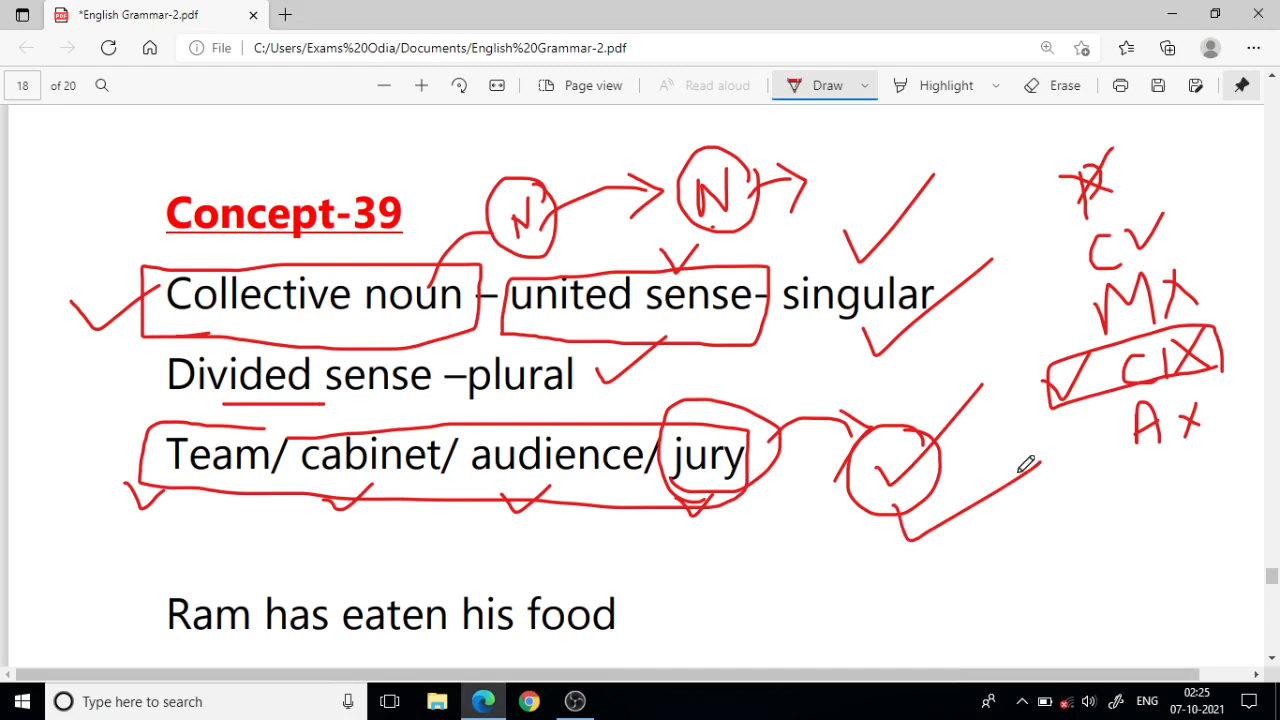 *English Grammar-2.pdf
File C:/Users/Exams%20Odia/Documents/English%20Grammar-2.pdf
18 of 20 Page view Read aloud Draw Highlight Erase
Concept-39
N N
Collective noun – united sense- singular
Divided sense –plural
Team/ cabinet/ audience/ jury
Ram has eaten his food
C
M
A
Type here to search
ENG
02:25
07-10-2021